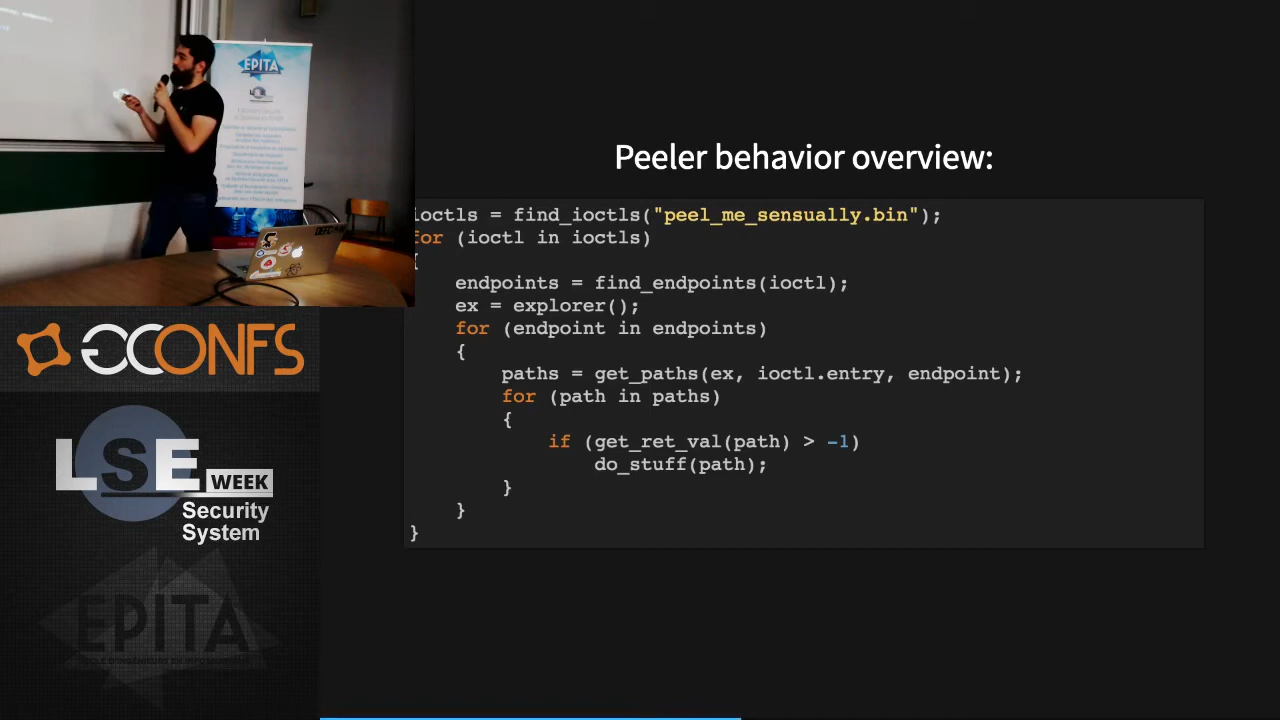 EPITA
LSE
Peeler behavior overview:
ioctls = find_ioctls("peel_me_sensually.bin");
for (ioctl in ioctls)
{
endpoints = find_endpoints(ioctl);
ex = explorer();
for (endpoint in endpoints)
{
paths = get_paths(ex, ioctl.entry, endpoint);
for (path in paths)
{
if (get_ret_val(path) > -1)
do_stuff(path);
}
}
}
CONFS
LSE WEEK
Security
System
EPITA